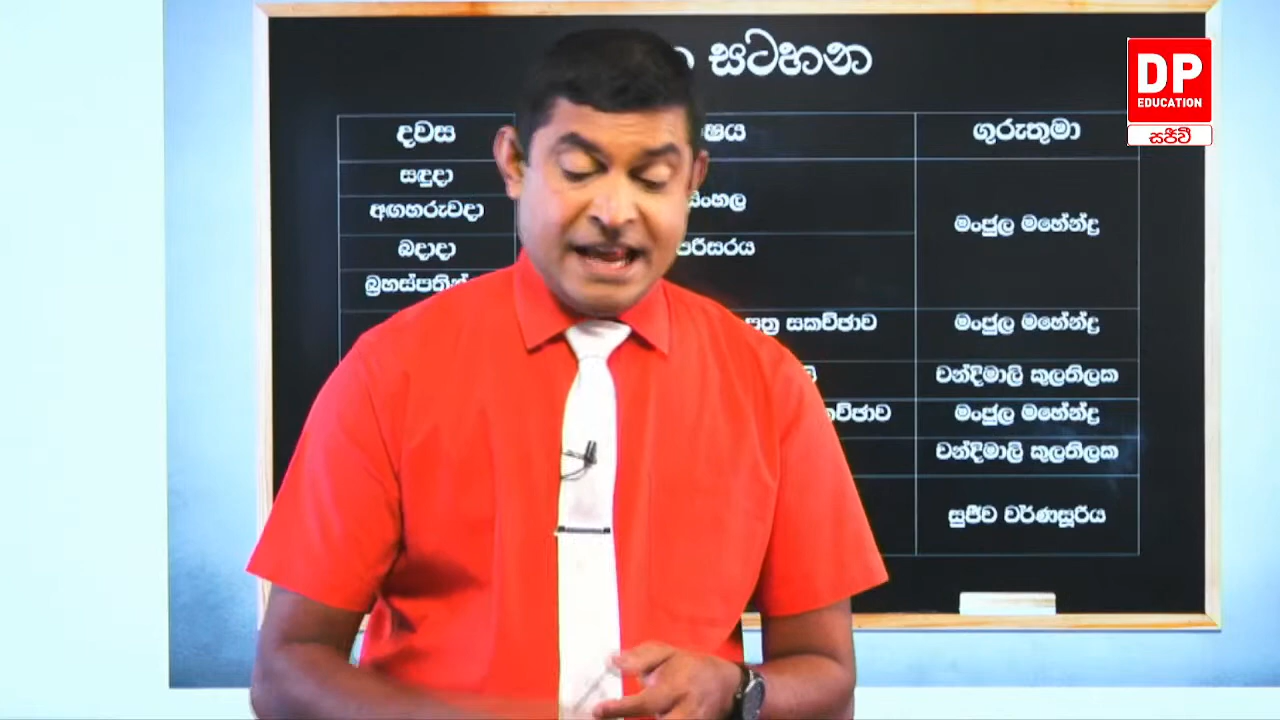 සටහන
DP
EDUCATION
සජීවී
දවස
ගුරුතුමා
සඳුදා
අඟහරුවදා
සිංහල
මංජුල මහේන්ද්‍ර
බදාදා
පරිසරය
සකච්ඡාව
මංජුල මහේන්ද්‍ර
චන්දිමාලි කුලතිලක
මංජුල මහේන්ද්‍ර
චන්දිමාලි කුලතිලක
සුජීව වර්ණසූරිය